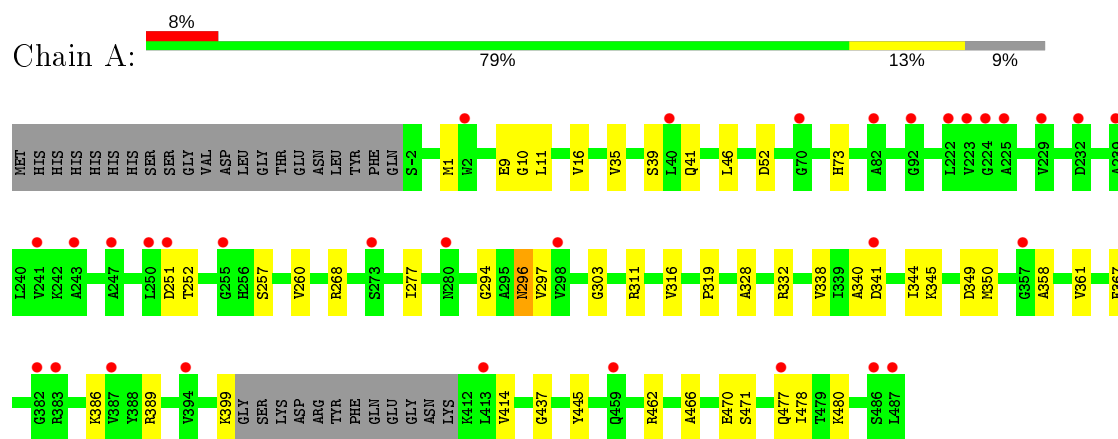 8%
Chain A:
79% 13% 9%
MET HIS HIS HIS HIS HIS HIS SER SER GLY VAL ASP LEU GLY THR GLU ASN LEU TYR PHE GLN S-2 M1 W2 E9 G10 L11 V16 V35 S39 L40 Q41 L46 D52 G70 H73 A82 G92 L222 V223 G224 A225 V229 D232 A239
L240 V241 K242 A243 A247 L250 D251 T252 G255 H256 S257 V260 R268 S273 I277 N280 G294 A295 N296 V297 V298 G303 R311 V316 P319 A328 R332 V338 I339 A340 D341 I344 K345 D349 M350 G357 A358 V361
G382 R383 K386 V387 Y388 R389 V394 K399 GLY SER LYS ASP ARG TYR PHE GLN GLU GLY ASN LYS K412 L413 V414 G437 Y445 Q459 R462 A466 E470 S471 Q477 I478 T479 K480 S486 L487